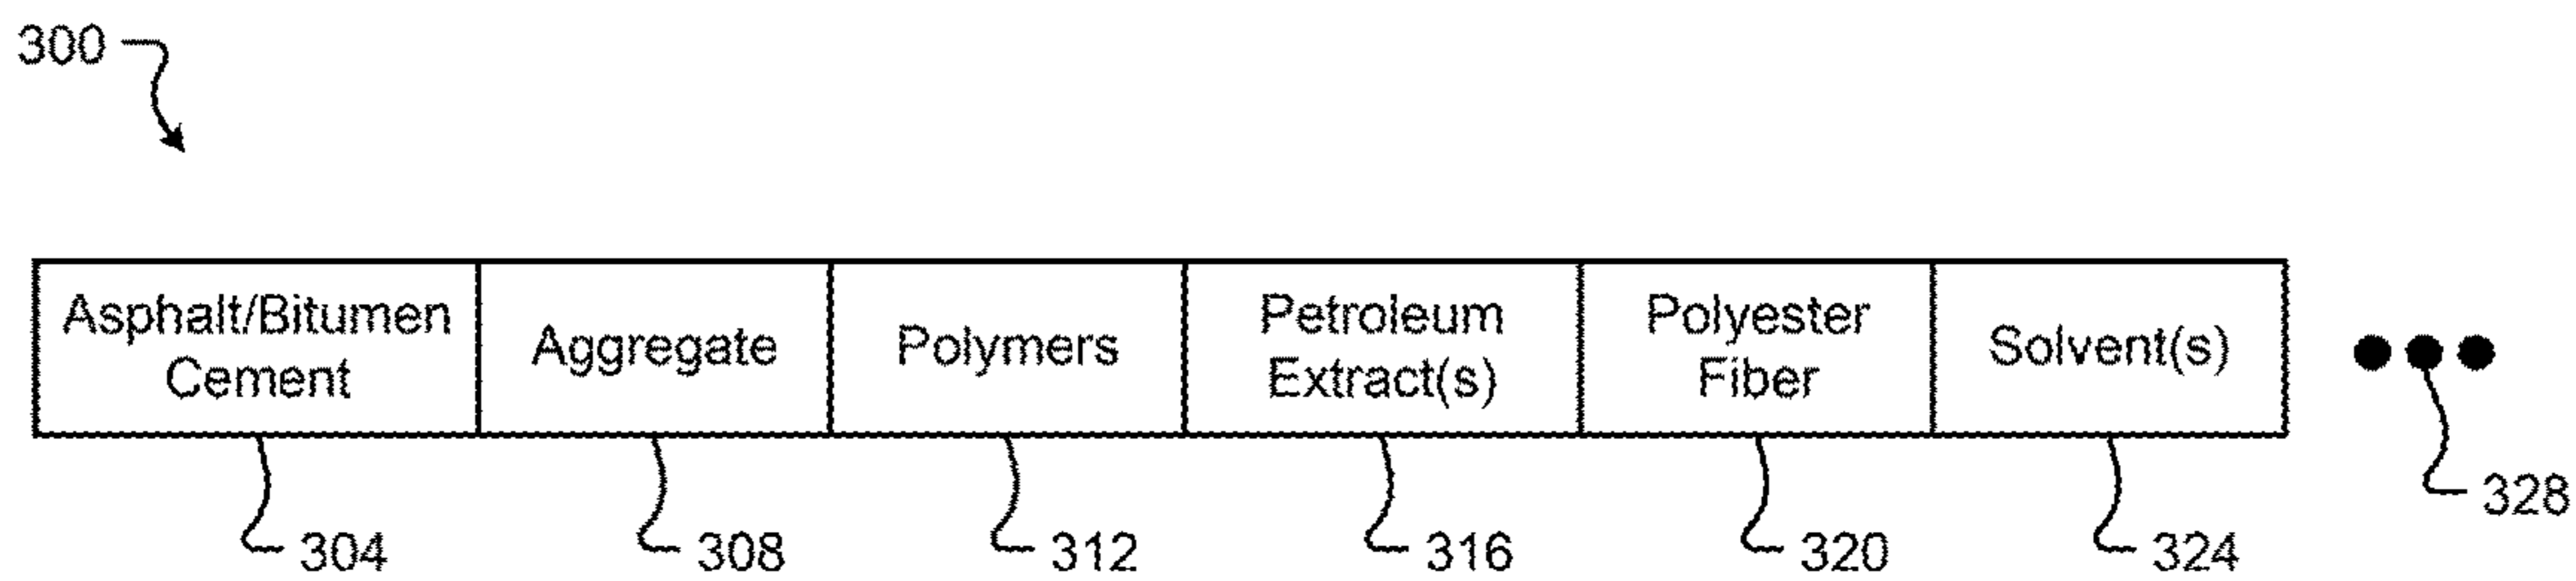 300
Asphalt/Bitumen
Cement
Aggregate
Polymers
Petroleum
Extract(s)
Polyester
Fiber
Solvent(s)
304
308
312
316
320
324
328